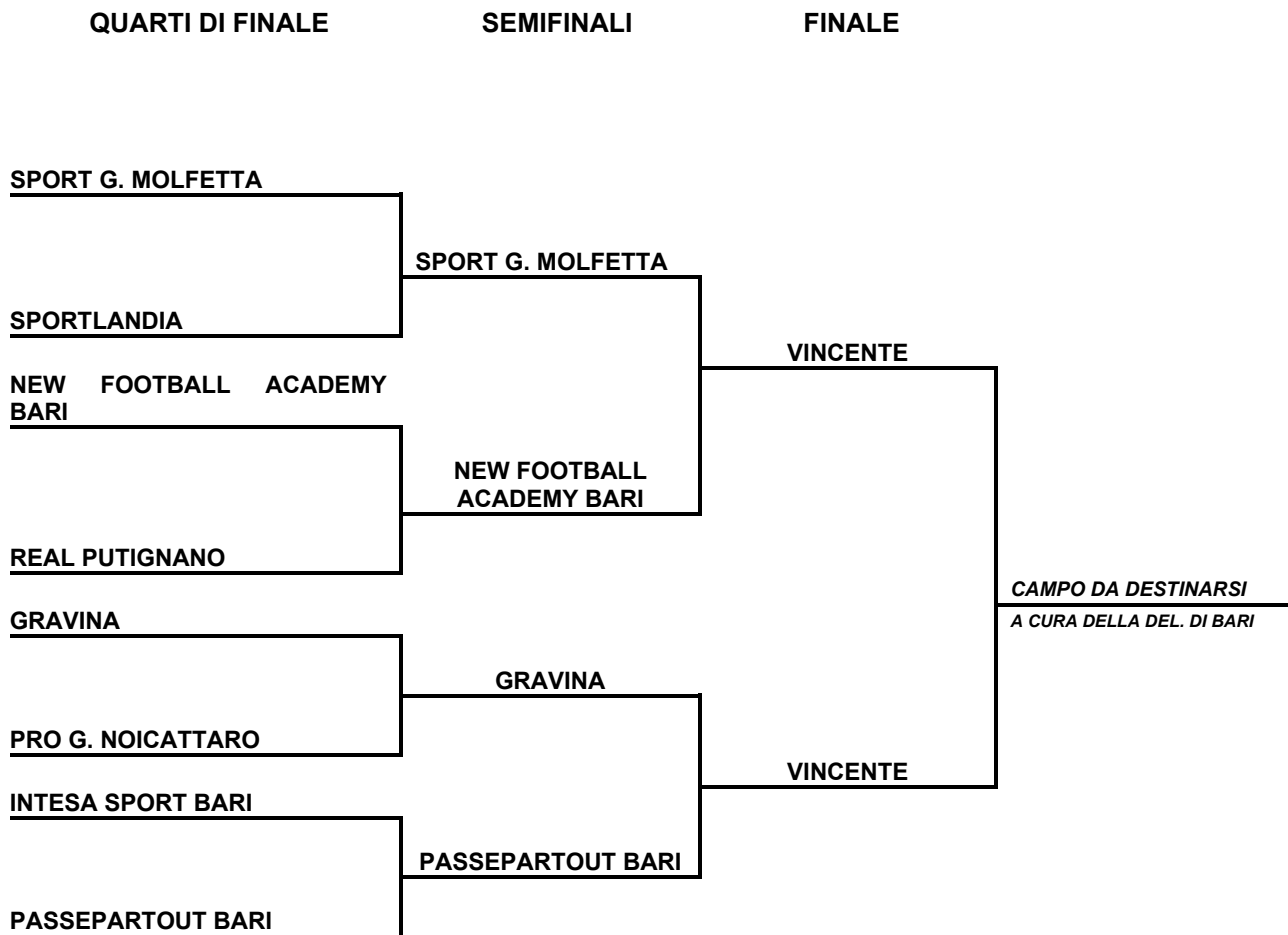 QUARTI DI FINALE SEMIFINALI FINALE
SPORT G. MOLFETTA
SPORT G. MOLFETTA
SPORTLANDIA
VINCENTE
NEW FOOTBALL ACADEMY
BARI
NEW FOOTBALL
ACADEMY BARI
REAL PUTIGNANO
CAMPO DA DESTINARSI
A CURA DELLA DEL. DI BARI
GRAVINA
GRAVINA
PRO G. NOICATTARO
VINCENTE
INTESA SPORT BARI
PASSEPARTOUT BARI
PASSEPARTOUT BARI